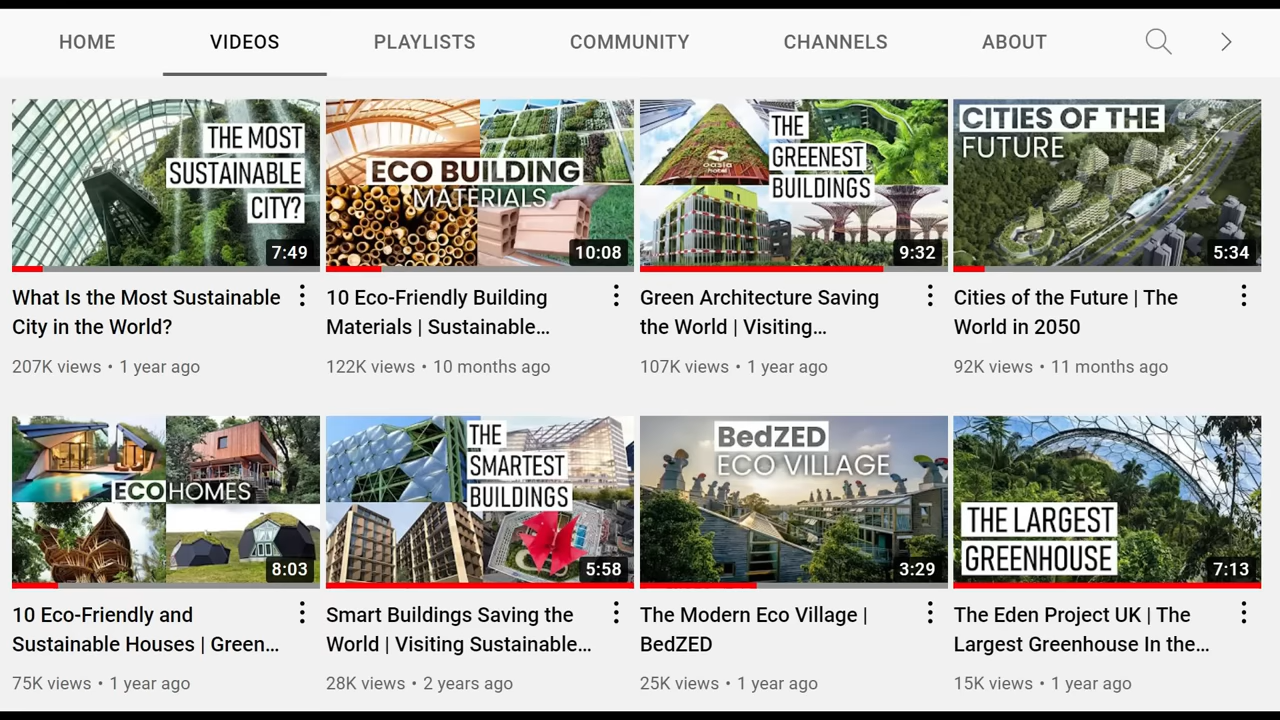 HOME
VIDEOS
PLAYLISTS
COMMUNITY
CHANNELS
ABOUT
THE MOST
SUSTAINABLE
CITY?
7:49
ECO BUILDING
MATERIALS
10:08
oasia
hotel
THE
GREENEST
BUILDINGS
9:32
CITIES OF THE
FUTURE
5:34
What Is the Most Sustainable
City in the World?
207K views • 1 year ago
10 Eco-Friendly Building
Materials | Sustainable...
122K views • 10 months ago
Green Architecture Saving
the World | Visiting...
107K views • 1 year ago
Cities of the Future | The
World in 2050
92K views • 11 months ago
ECO HOMES
8:03
THE
SMARTEST
BUILDINGS
5:58
BedZED
ECO VILLAGE
3:29
THE LARGEST
GREENHOUSE
7:13
10 Eco-Friendly and
Sustainable Houses | Green...
75K views • 1 year ago
Smart Buildings Saving the
World | Visiting Sustainable...
28K views • 2 years ago
The Modern Eco Village |
BedZED
25K views • 1 year ago
The Eden Project UK | The
Largest Greenhouse In the...
15K views • 1 year ago